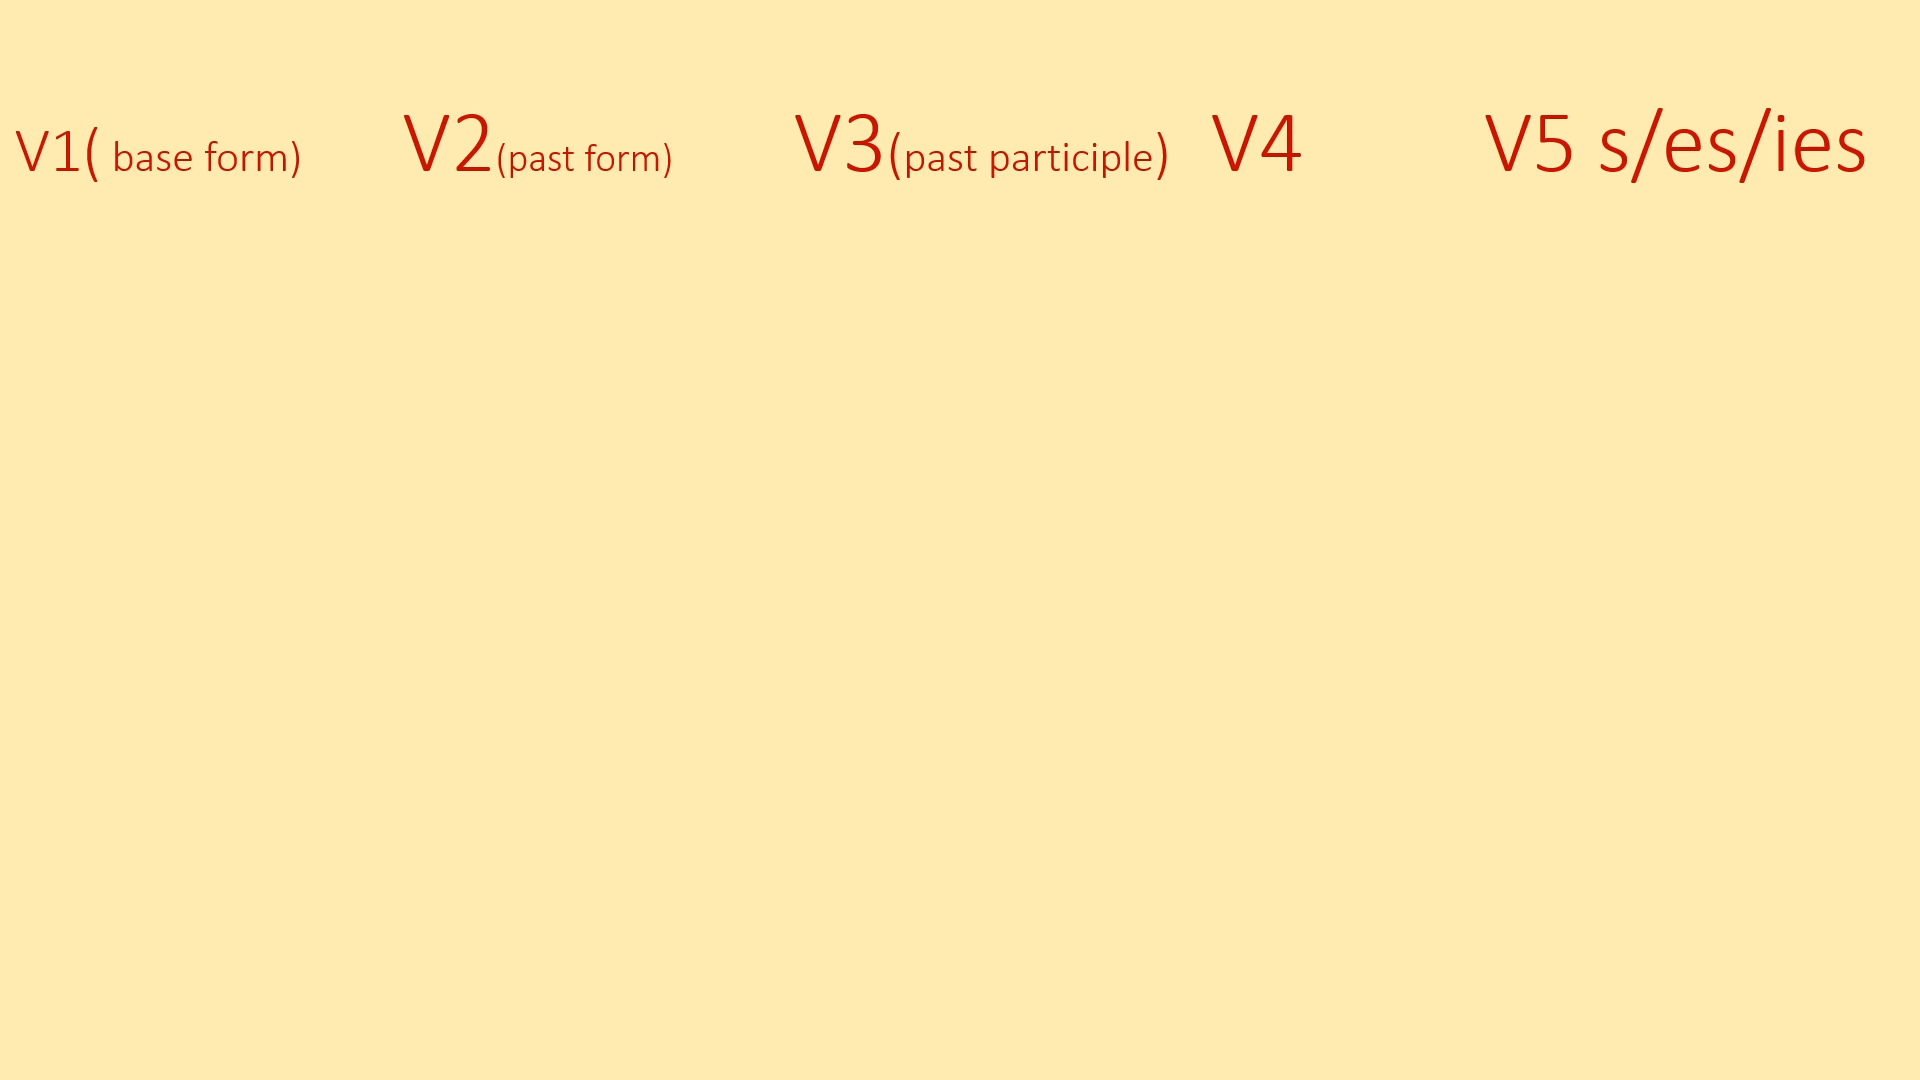 V1( base form) V2(past form) V3(past participle) V4 V5 s/es/ies